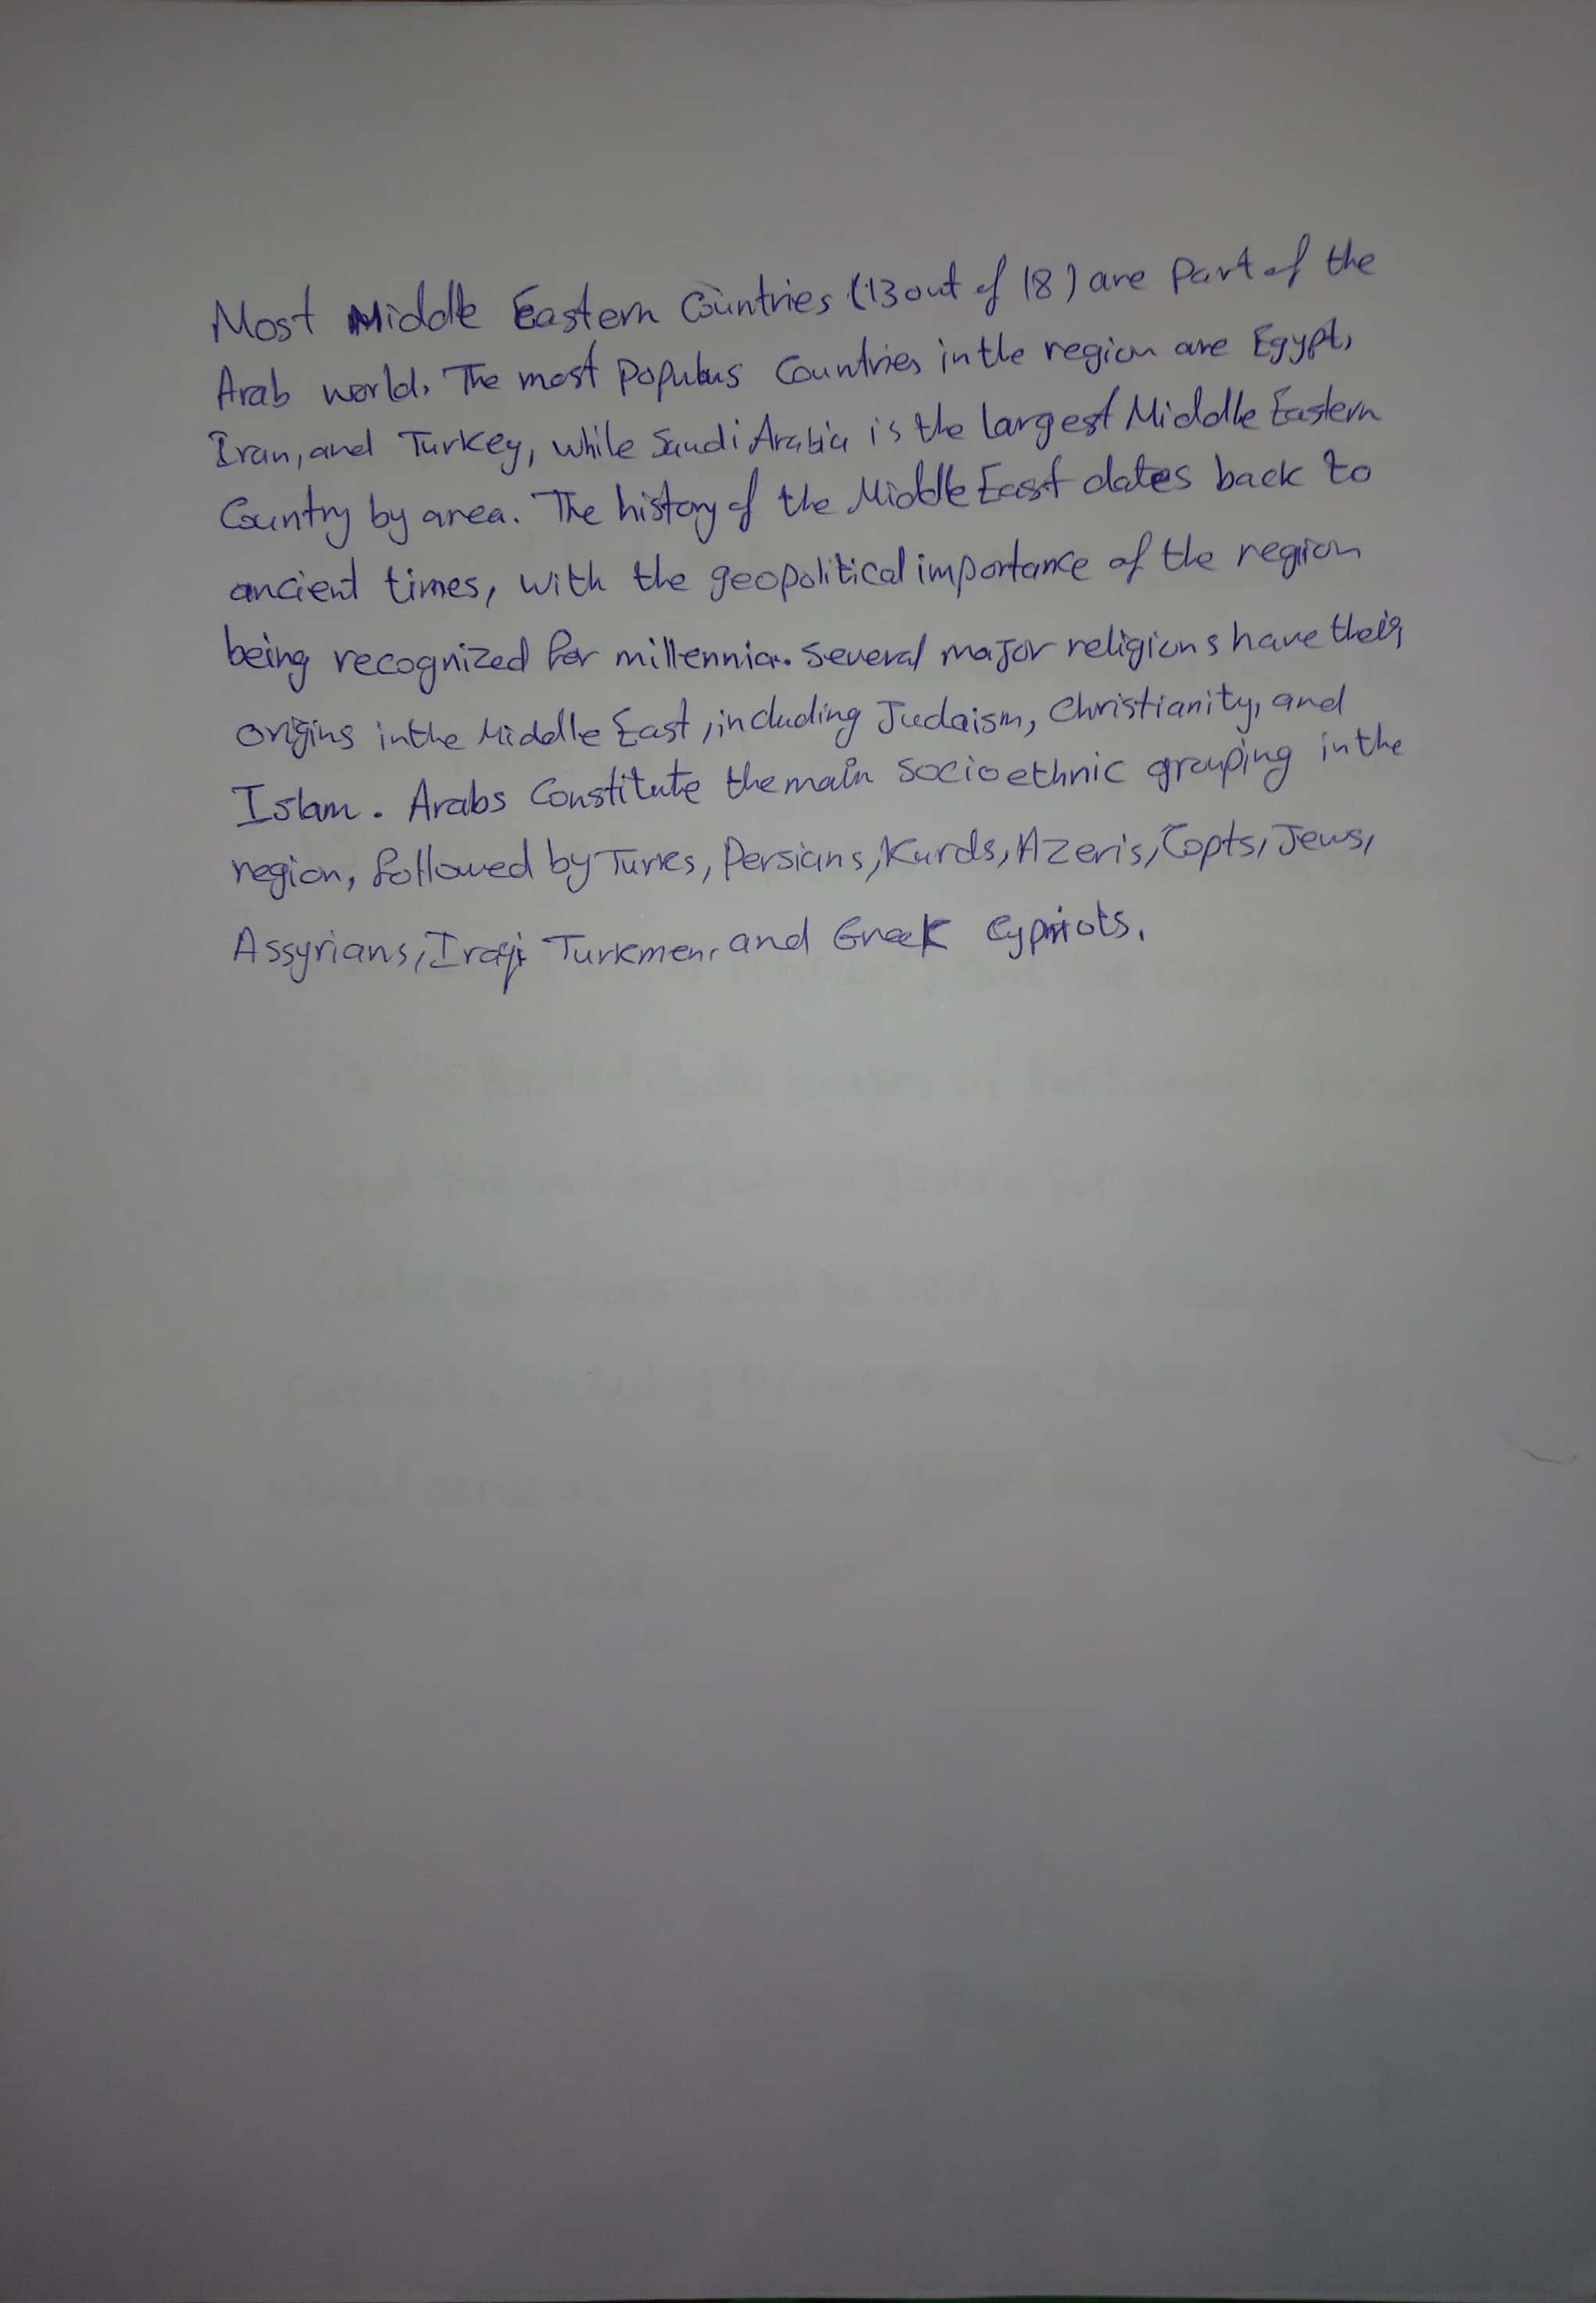 Most Middle Eastern Countries (13 out of 18) are part of the
Arab world. The most populous Countries in the region are Egypt,
Iran, and Turkey, while Saudi Arabia is the largest Middle Eastern
Country by area. The history of the Middle East dates back to
ancient times, with the geopolitical importance of the region
being recognized for millennia. Several major religions have their
origins in the Middle East, including Judaism, Christianity, and
Islam. Arabs Constitute the main socioethnic grouping in the
region, followed by Turks, Persians, Kurds, Azeris, Copts, Jews,
Assyrians, Iraqi Turkmen, and Greek Cypriots.